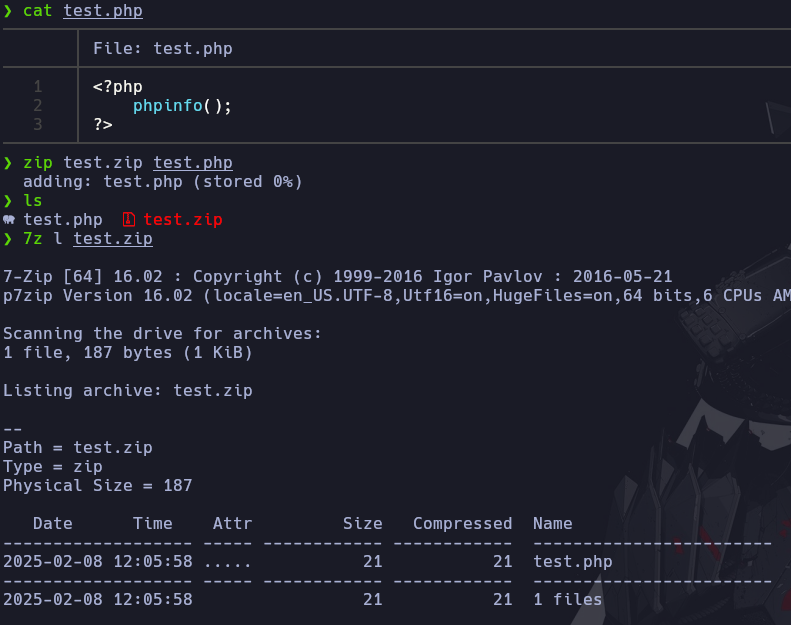 ❯ cat test.php
File: test.php
1 <?php
2     phpinfo();
3 ?>
❯ zip test.zip test.php
  adding: test.php (stored 0%)
❯ ls
test.php  test.zip
❯ 7z l test.zip
7-Zip [64] 16.02 : Copyright (c) 1999-2016 Igor Pavlov : 2016-05-21
p7zip Version 16.02 (locale=en_US.UTF-8,Utf16=on,HugeFiles=on,64 bits,6 CPUs AM
Scanning the drive for archives:
1 file, 187 bytes (1 KiB)
Listing archive: test.zip
--
Path = test.zip
Type = zip
Physical Size = 187
   Date      Time    Attr         Size   Compressed  Name
------------------- ----- ------------ ------------  ------------------------
2025-02-08 12:05:58 .....           21           21  test.php
------------------- ----- ------------ ------------  ------------------------
2025-02-08 12:05:58                 21           21  1 files